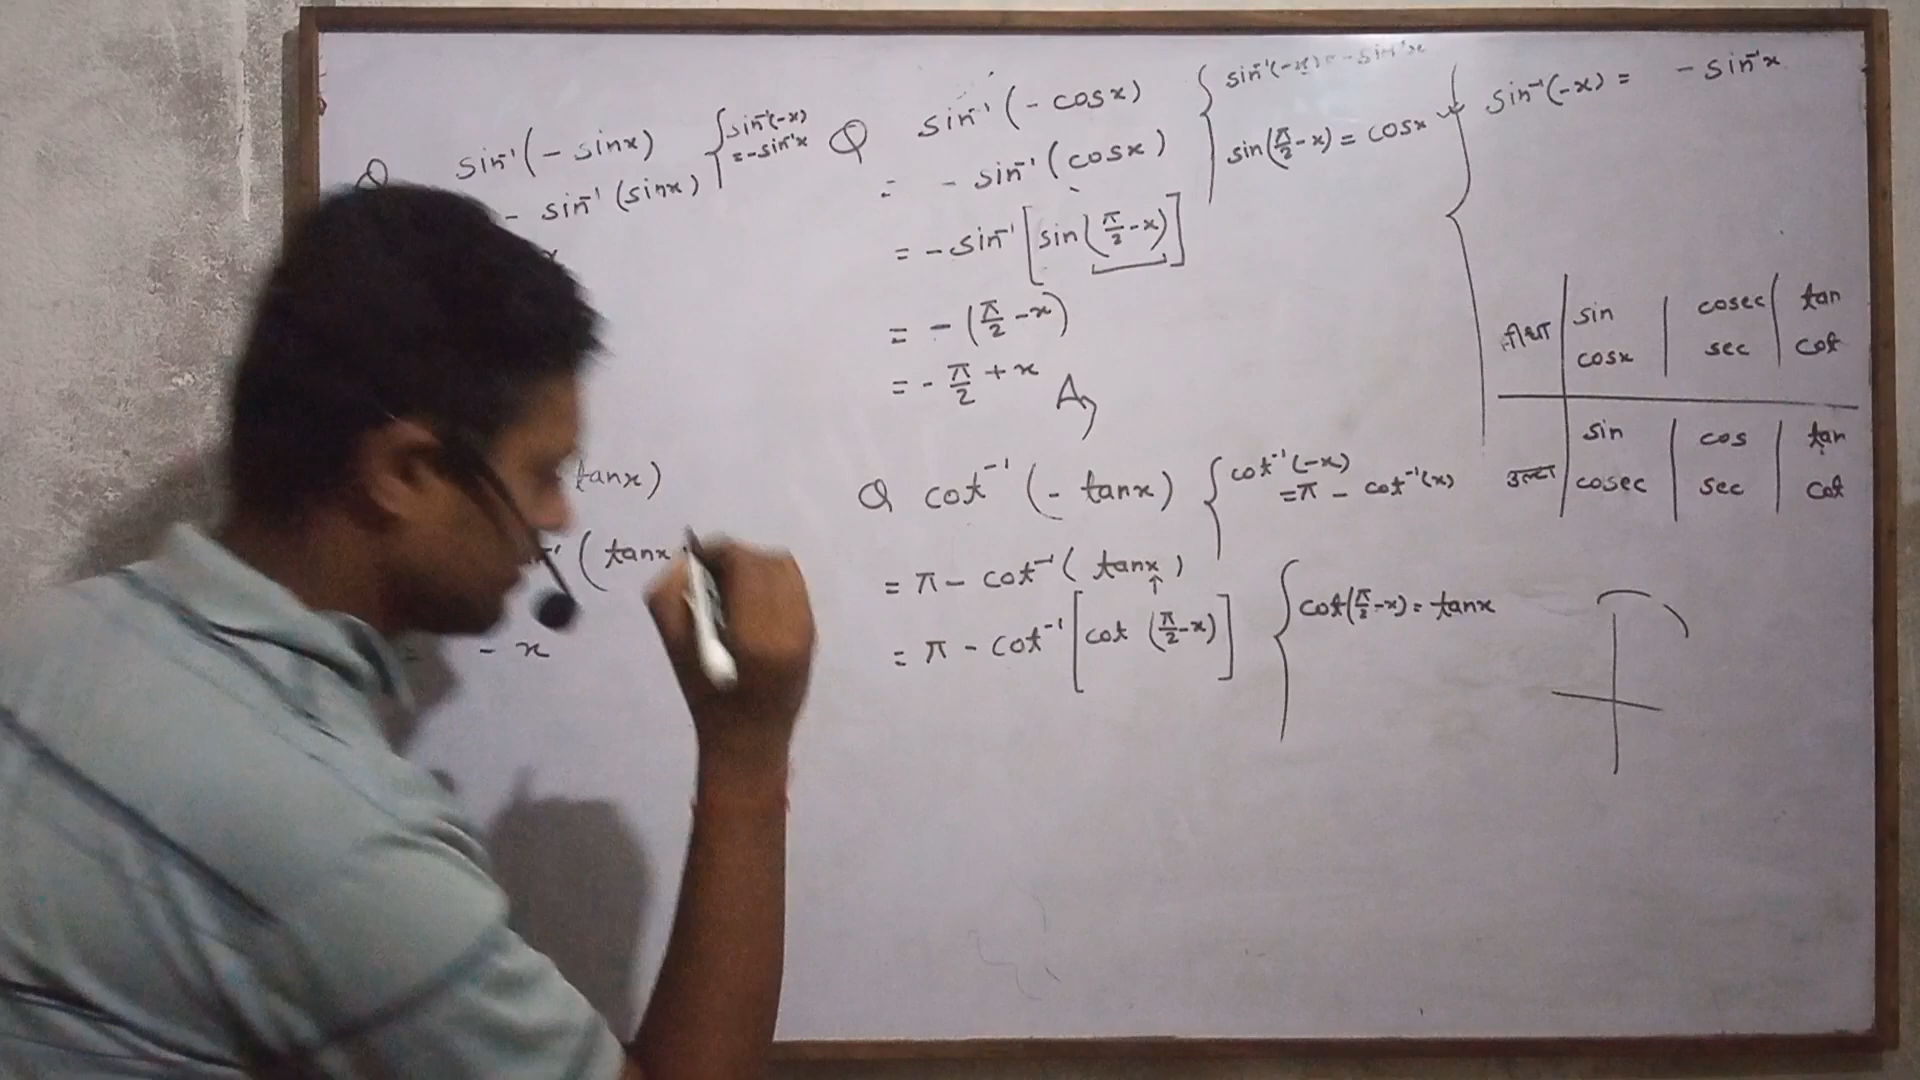 Q sin⁻¹(- sinx) { sin⁻¹(-x)
= -sin⁻¹x
- sin⁻¹(sinx)
x
tanx)
( tanx
= - x
Q sin⁻¹(- cosx) { sin⁻¹(-x) = -sin⁻¹x
= - sin⁻¹(cosx) sin(π/2-x) = cosx
= - sin⁻¹[sin(π/2-x)]
= - (π/2-x)
= - π/2 + x A
Q cot⁻¹(- tanx) { cot⁻¹(-x)
= π - cot⁻¹(x)
= π - cot⁻¹( tanx )
↑
= π - cot⁻¹[cot (π/2-x)] { cot(π/2-x) = tanx
sin⁻¹(-x) = - sin⁻¹x
sin | cosec | tan
cosx | sec | cot
उल्टा | sin | cos | tan
cosec | sec | cot